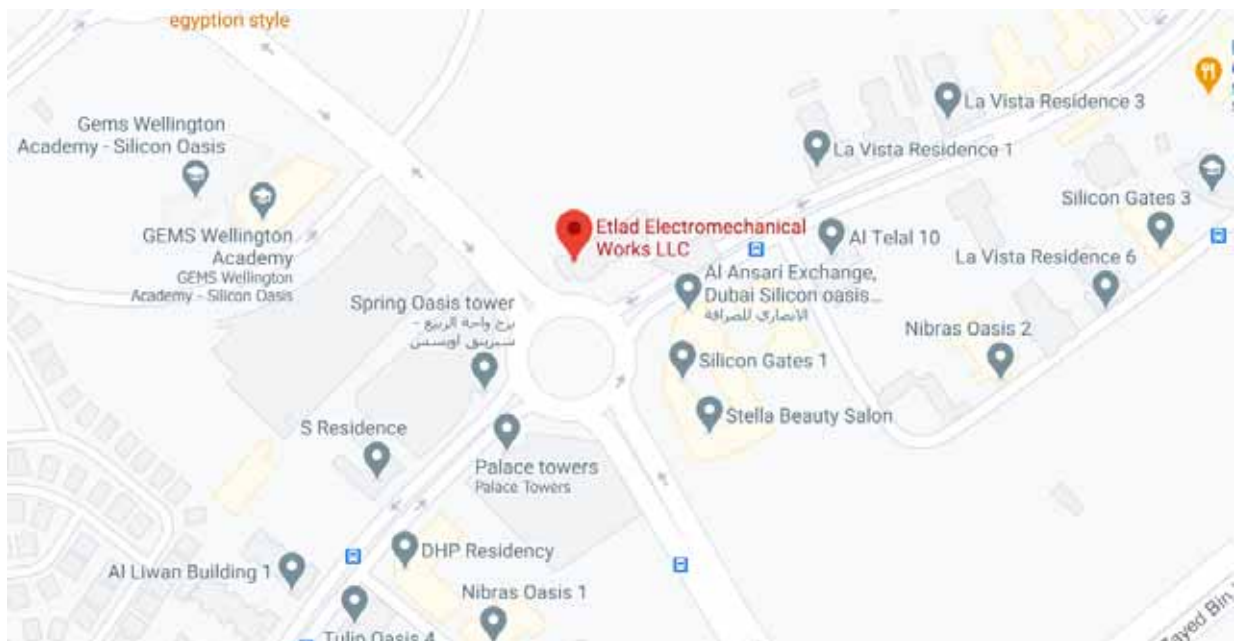 egyption style
Gems Wellington
Academy - Silicon Oasis
GEMS Wellington
Academy
GEMS Wellington
Academy - Silicon Oasis
La Vista Residence 3
La Vista Residence 1
Etlad Electromechanical
Works LLC
Al Telal 10
Silicon Gates 3
La Vista Residence 6
Al Ansari Exchange,
Dubai Silicon oasis...
الأنصاري للصرافة
Nibras Oasis 2
Spring Oasis tower
برج واحة الربيع -
سبرينق اويسس
Silicon Gates 1
Stella Beauty Salon
S Residence
Palace towers
Palace Towers
DHP Residency
Al Liwan Building 1
Nibras Oasis 1
Tulip Oasis 4
Bin